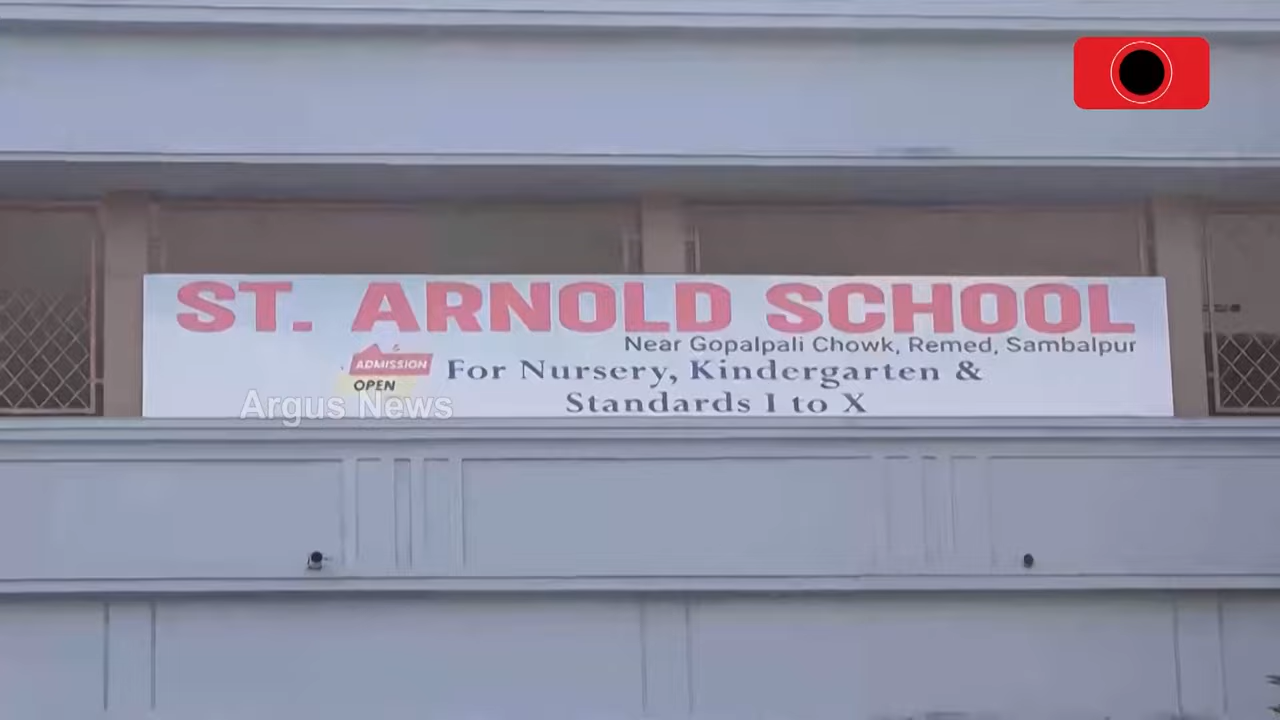 ST. ARNOLD SCHOOL
Near Gopalpali Chowk, Remed, Sambalpur
ADMISSION
OPEN
For Nursery, Kindergarten &
Standards I to X
Argus News